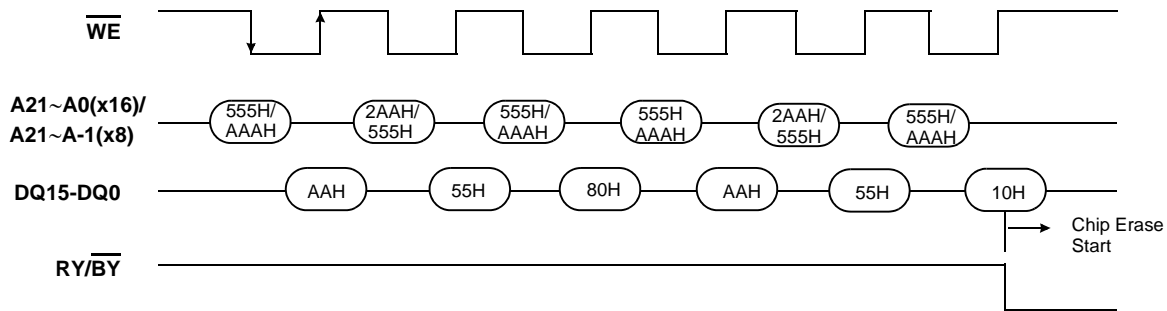 WE
A21~A0(x16)/
A21~A-1(x8)
555H/
AAAH
2AAH/
555H
555H/
AAAH
555H
AAAH
2AAH/
555H
555H/
AAAH
DQ15-DQ0
AAH
55H
80H
AAH
55H
10H
Chip Erase
Start
RY/BY